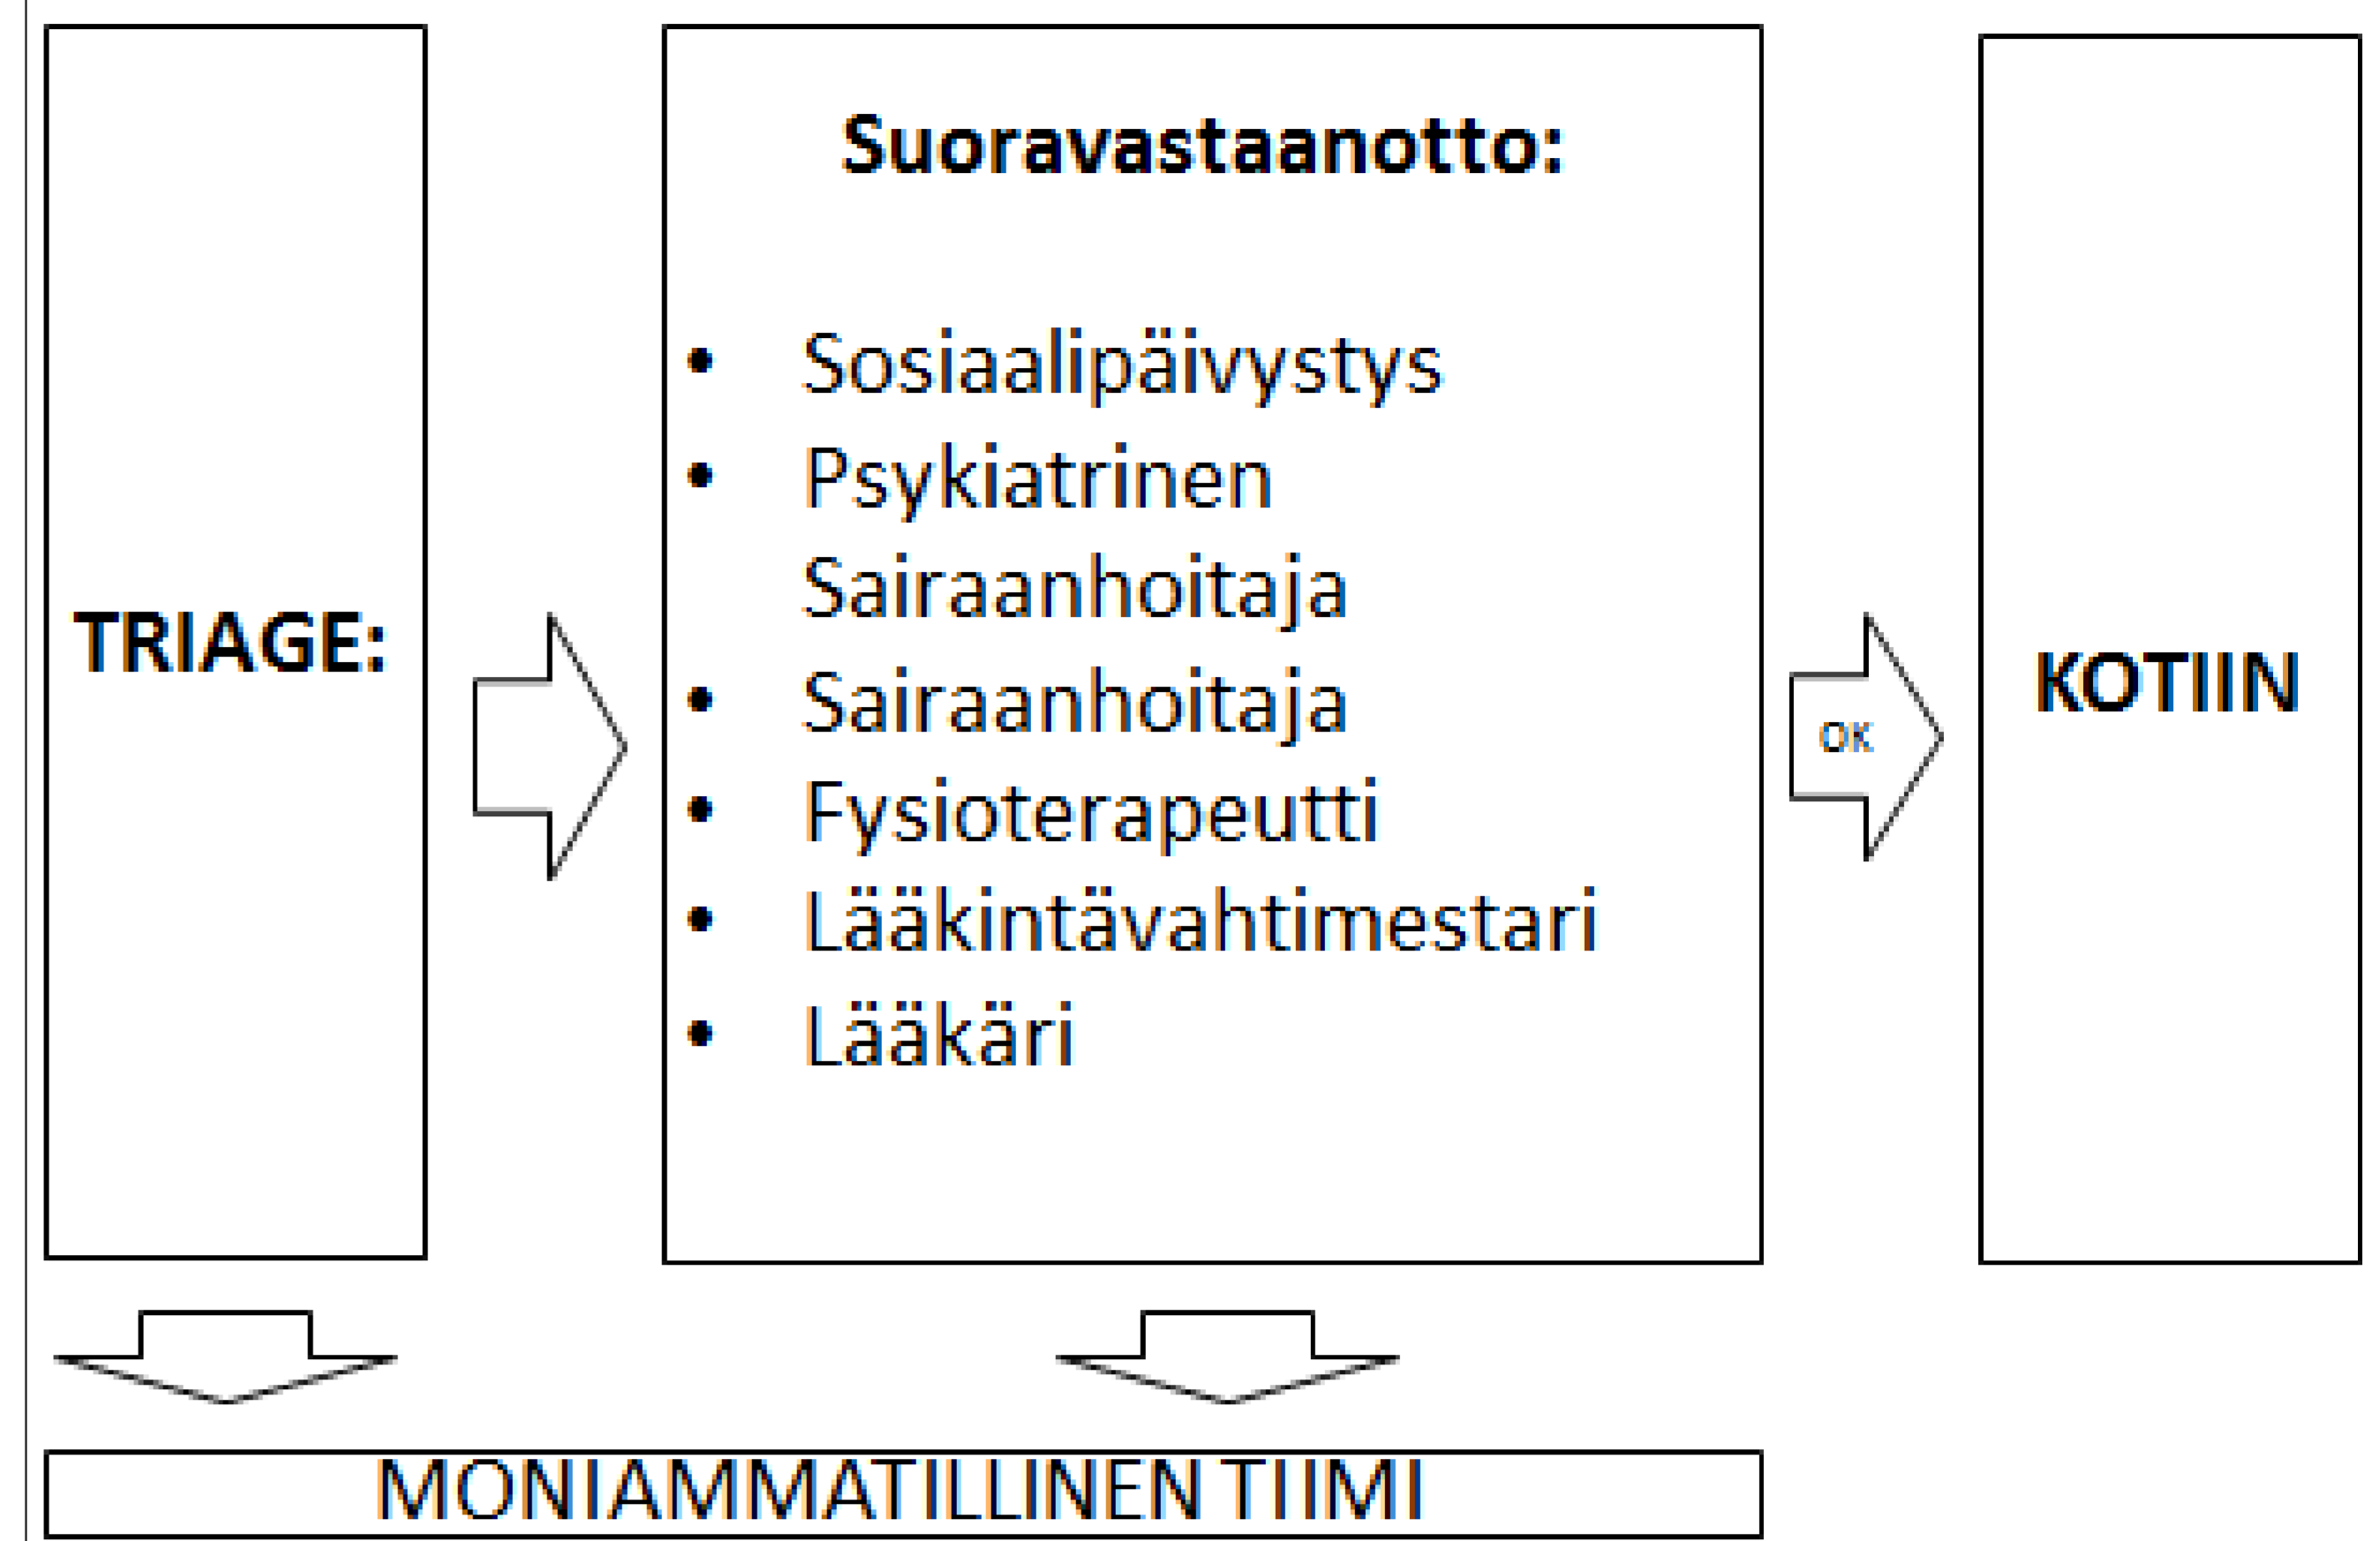 TRIAGE:
Suoravastaanotto:
• Sosiaalipäivystys
• Psykiatrinen
Sairaanhoitaja
• Sairaanhoitaja
• Fysioterapeutti
• Lääkintävahtimestari
• Lääkäri
OK
KOTIIN
MONIAMMATILLINEN TIIMI